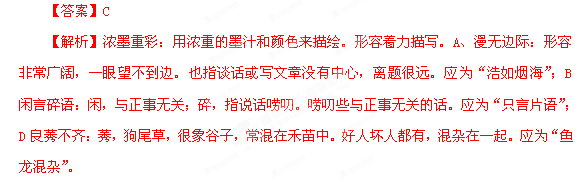 【答案】C
【解析】浓墨重彩：用浓重的墨汁和颜色来描绘。形容着力描写。A、漫无边际：形容
非常广阔，一眼望不到边。也指谈话或写文章没有中心，离题很远。应为“浩如烟海”；B
闲言碎语：闲，与正事无关；碎，指说话唠叨。唠叨些与正事无关的话。应为“只言片语”；
D 良莠不齐：莠，狗尾草，很象谷子，常混在禾苗中。好人坏人都有，混杂在一起。应为“鱼
龙混杂”。